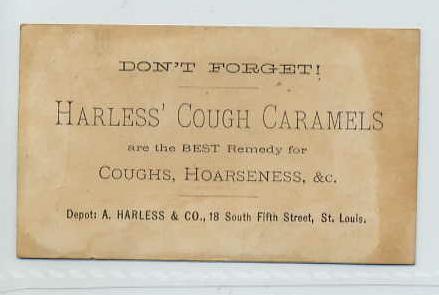 DON'T FORGET!
HARLESS' COUGH CARAMELS
are the BEST Remedy for
COUGHS, HOARSENESS, &c.
Depot: A. HARLESS & CO., 18 South Fifth Street, St. Louis.